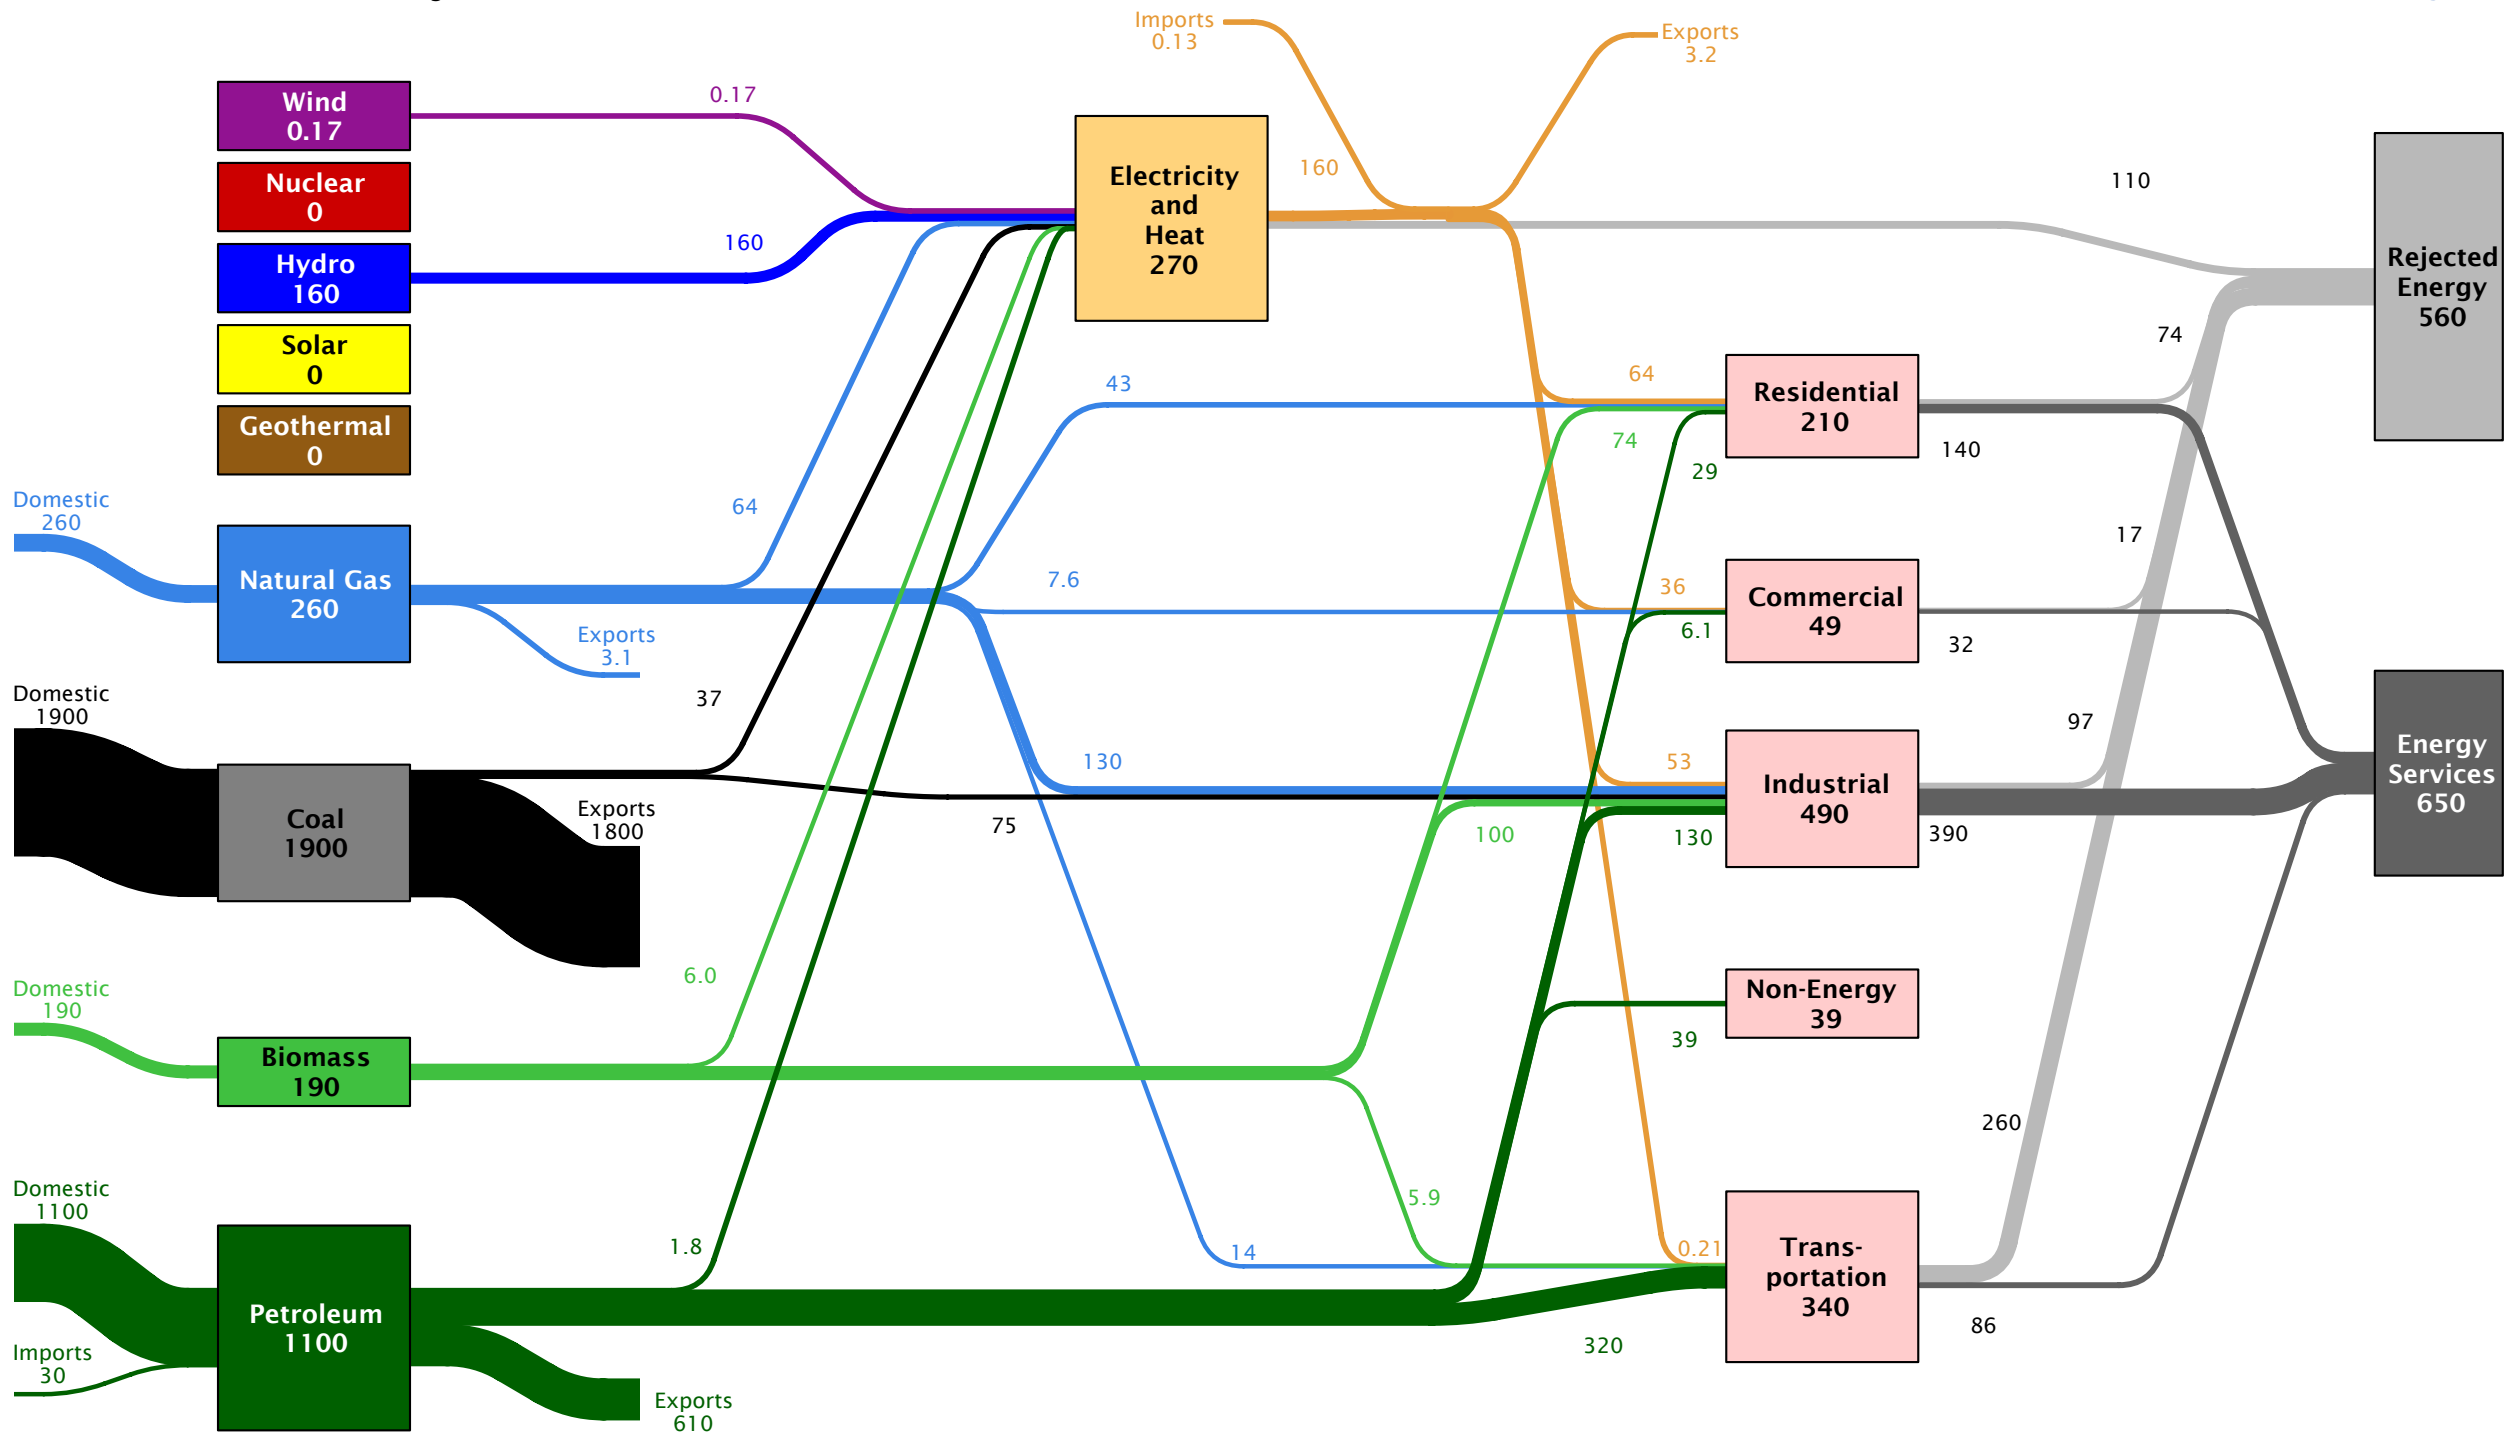 Imports
0.13
Exports
3.2
Wind
0.17
0.17
Nuclear
0
Hydro
160
160
Solar
0
Geothermal
0
Electricity
and
Heat
270
160
110
Rejected
Energy
560
Domestic
260
Natural Gas
260
64
Exports
3.1
43
7.6
130
14
Domestic
1900
Coal
1900
37
Exports
1800
75
Domestic
190
Biomass
190
6.0
74
100
5.9
Domestic
1100
Imports
30
Petroleum
1100
1.8
Exports
610
64
29
Residential
210
74
140
36
6.1
Commercial
49
17
32
53
130
Industrial
490
97
390
Non-Energy
39
39
0.21
320
Trans-
portation
340
260
86
Energy
Services
650